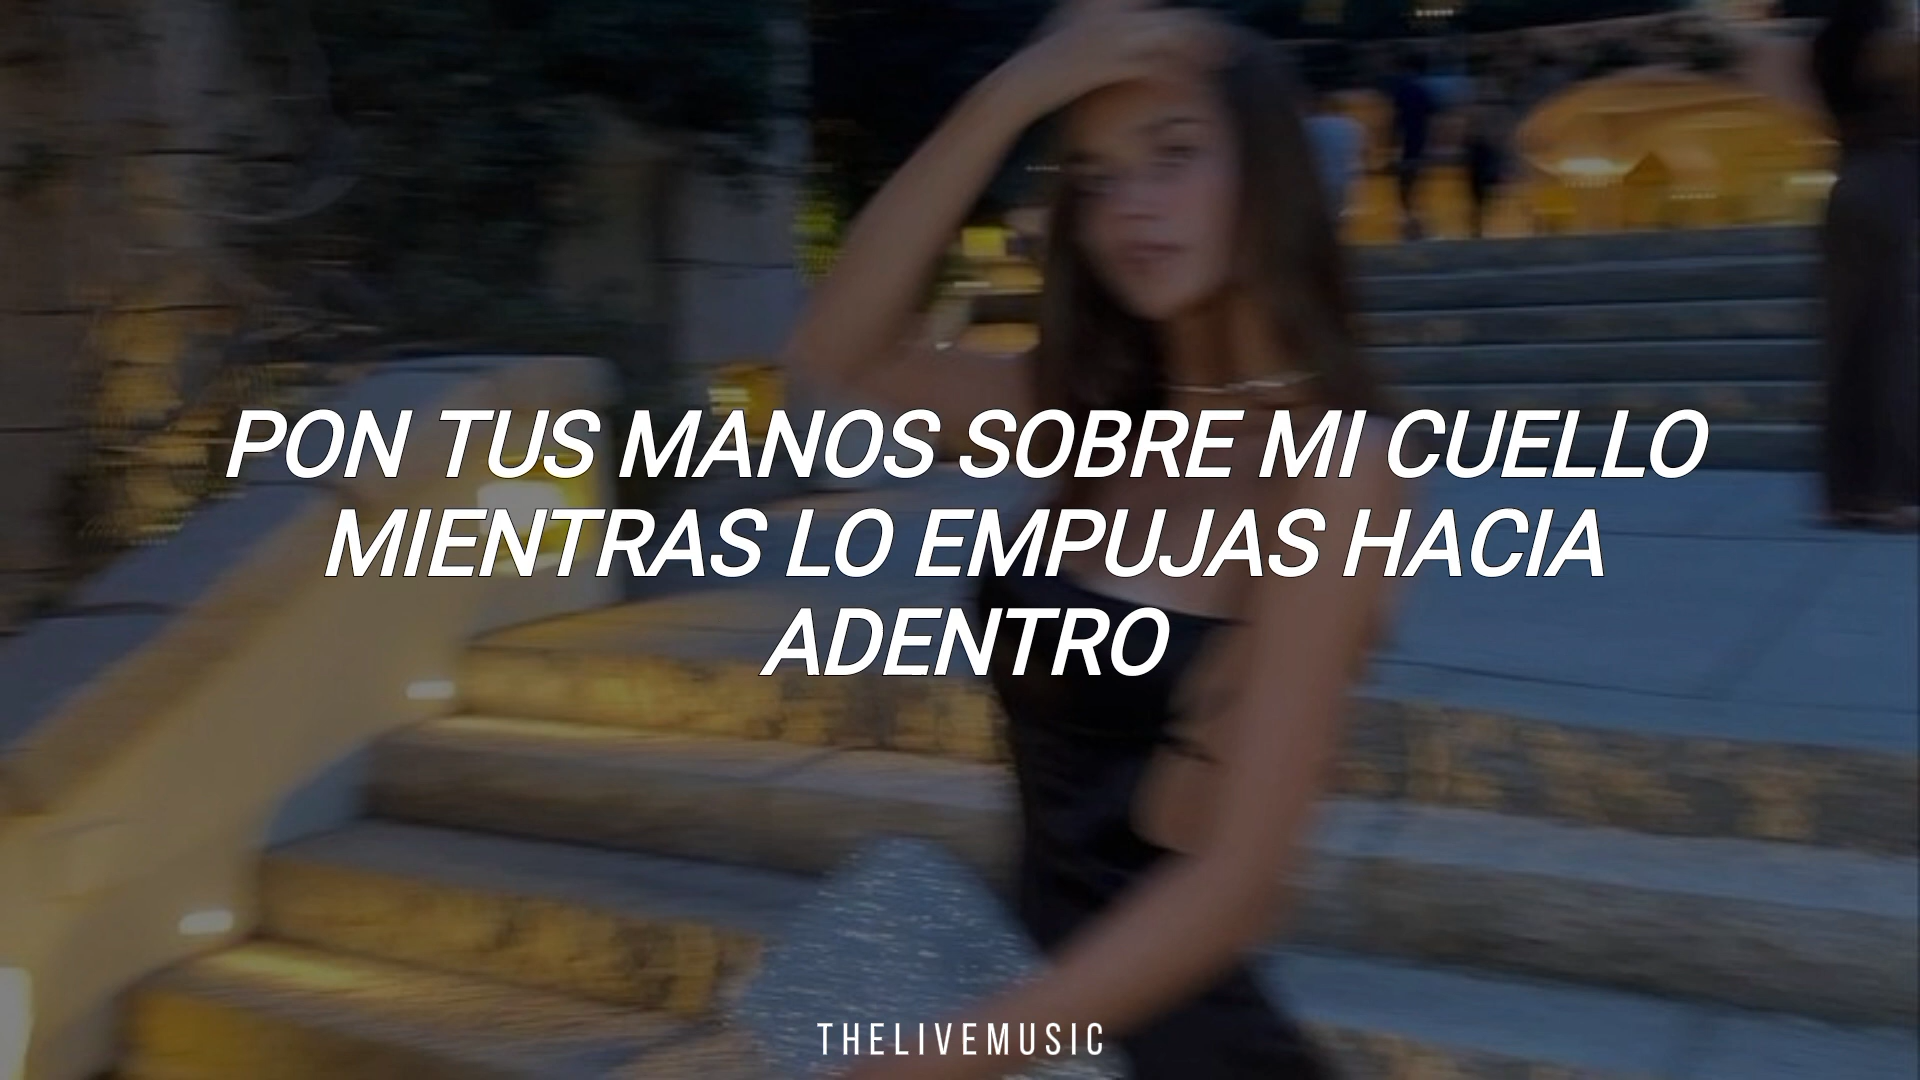 PON TUS MANOS SOBRE MI CUELLO
MIENTRAS LO EMPUJAS HACIA
ADENTRO
THELIVEMUSIC